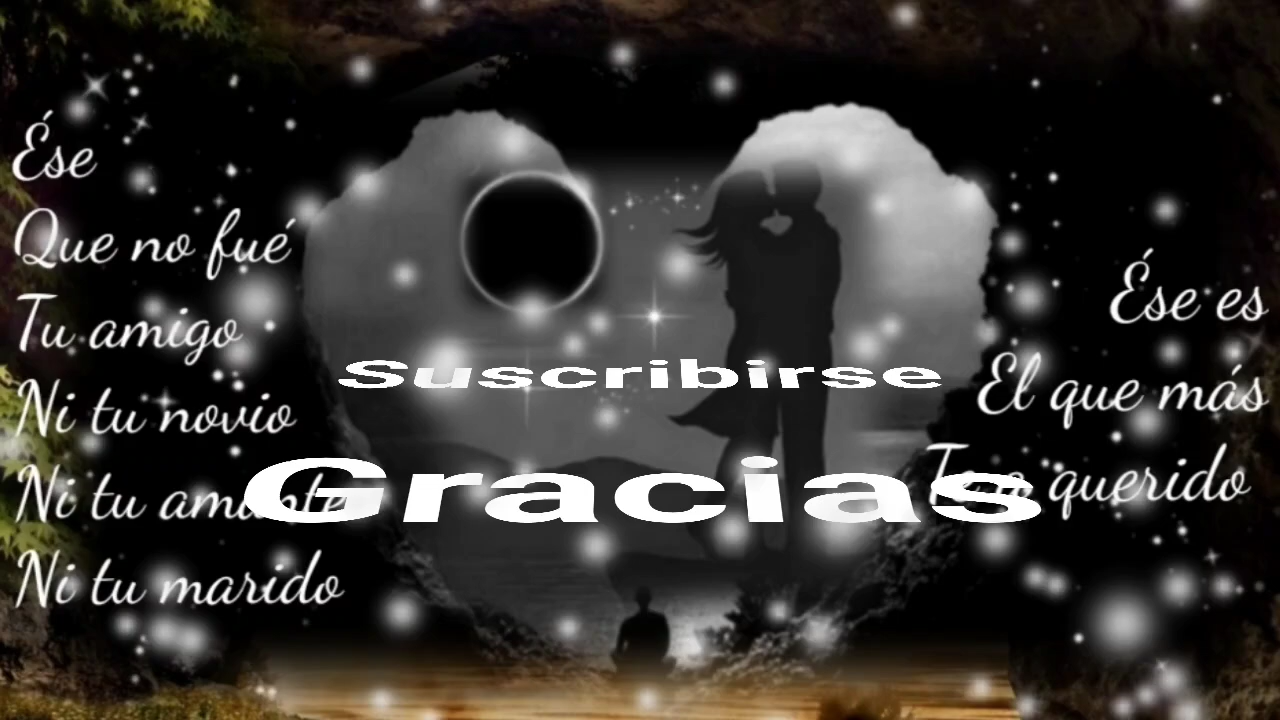 Ése
Que no fué
Tu amigo
Ni tu novio
Ni tu amante
Ni tu marido
Ése es
El que más
querido
Suscribirse
Gracias